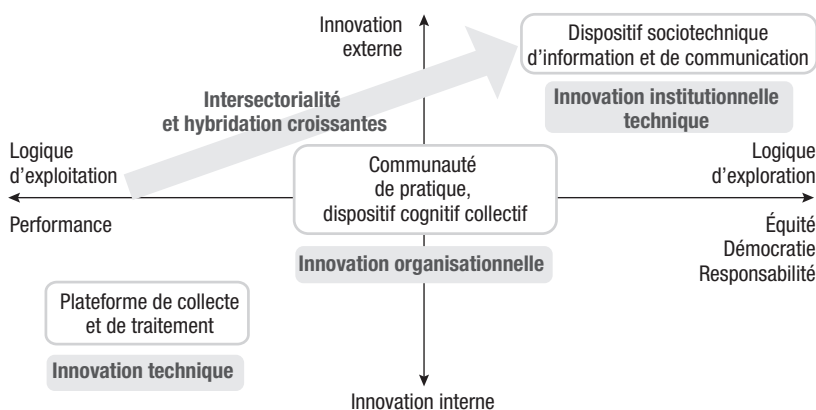 Innovation
externe
Dispositif sociotechnique
d'information et de communication
Innovation institutionnelle
technique
Intersectorialité
et hybridation croissantes
Logique
d'exploitation
Communauté
de pratique,
dispositif cognitif collectif
Logique
d'exploration
Performance
Équité
Démocratie
Responsabilité
Innovation organisationnelle
Plateforme de collecte
et de traitement
Innovation technique
Innovation interne